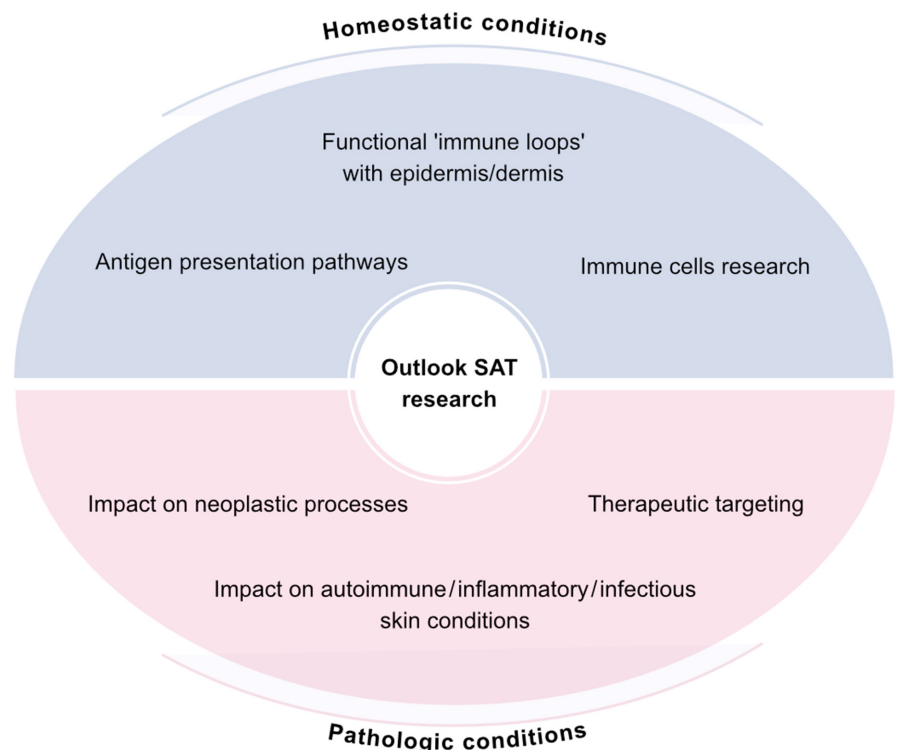 Homeostatic conditions
Functional 'immune loops'
with epidermis/dermis
Antigen presentation pathways
Immune cells research
Outlook SAT
research
Impact on neoplastic processes
Therapeutic targeting
Impact on autoimmune/inflammatory/infectious
skin conditions
Pathologic conditions